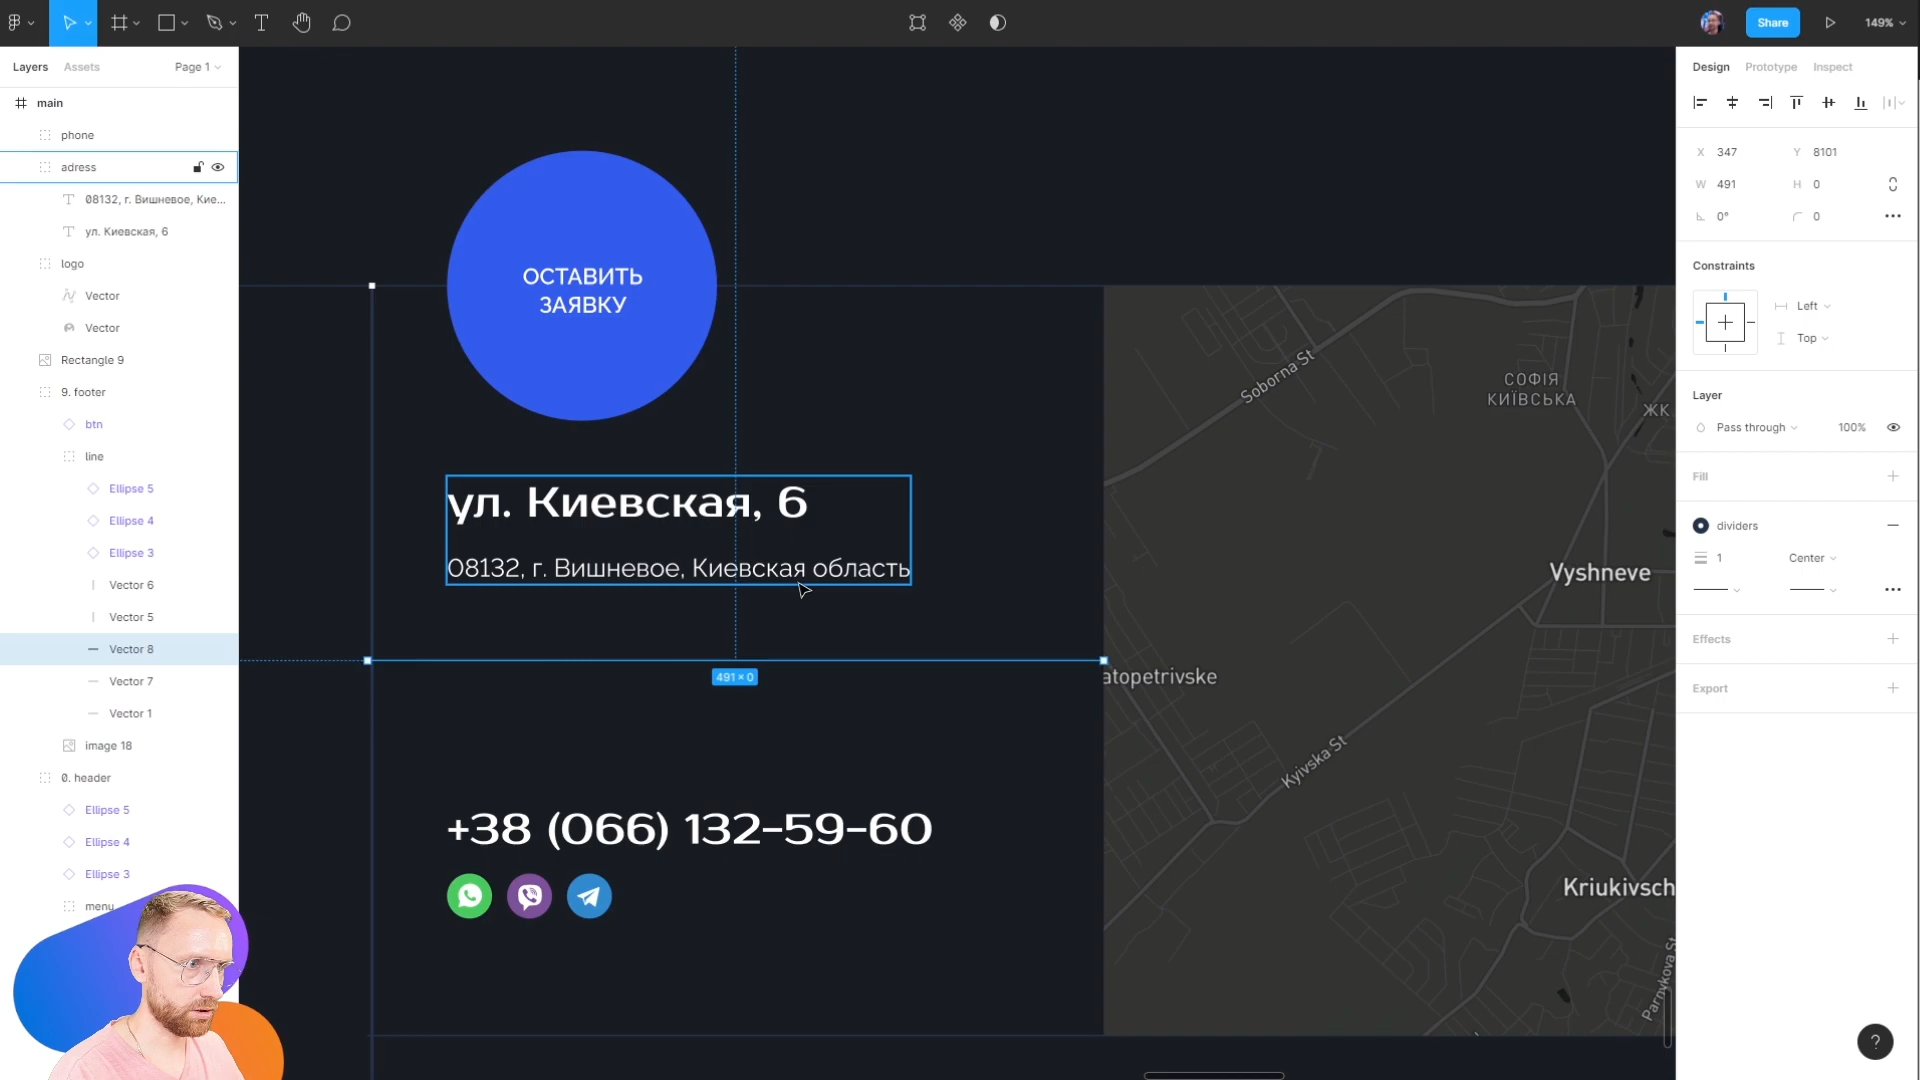 Share
149%
Layers
Assets
Page 1
main
phone
adress
08132, г. Вишневое, Кие...
ул. Киевская, 6
logo
Vector
Vector
Rectangle 9
9. footer
btn
line
Ellipse 5
Ellipse 4
Ellipse 3
Vector 6
Vector 5
Vector 8
Vector 7
Vector 1
image 18
0. header
Ellipse 5
Ellipse 4
Ellipse 3
menu
ОСТАВИТЬ
ЗАЯВКУ
ул. Киевская, 6
08132, г. Вишневое, Киевская область
491 × 0
+38 (066) 132-59-60
Soborna St
СОФІЯ
КИЇВСЬКА
ЖК
Vyshneve
atopetrivske
Kyivska St
Kriukivsch
Parnykova St
Design
Prototype
Inspect
X 347
Y 8101
W 491
H 0
0°
0
Constraints
Left
Top
Layer
Pass through
100%
Fill
dividers
1
Center
Effects
Export
?